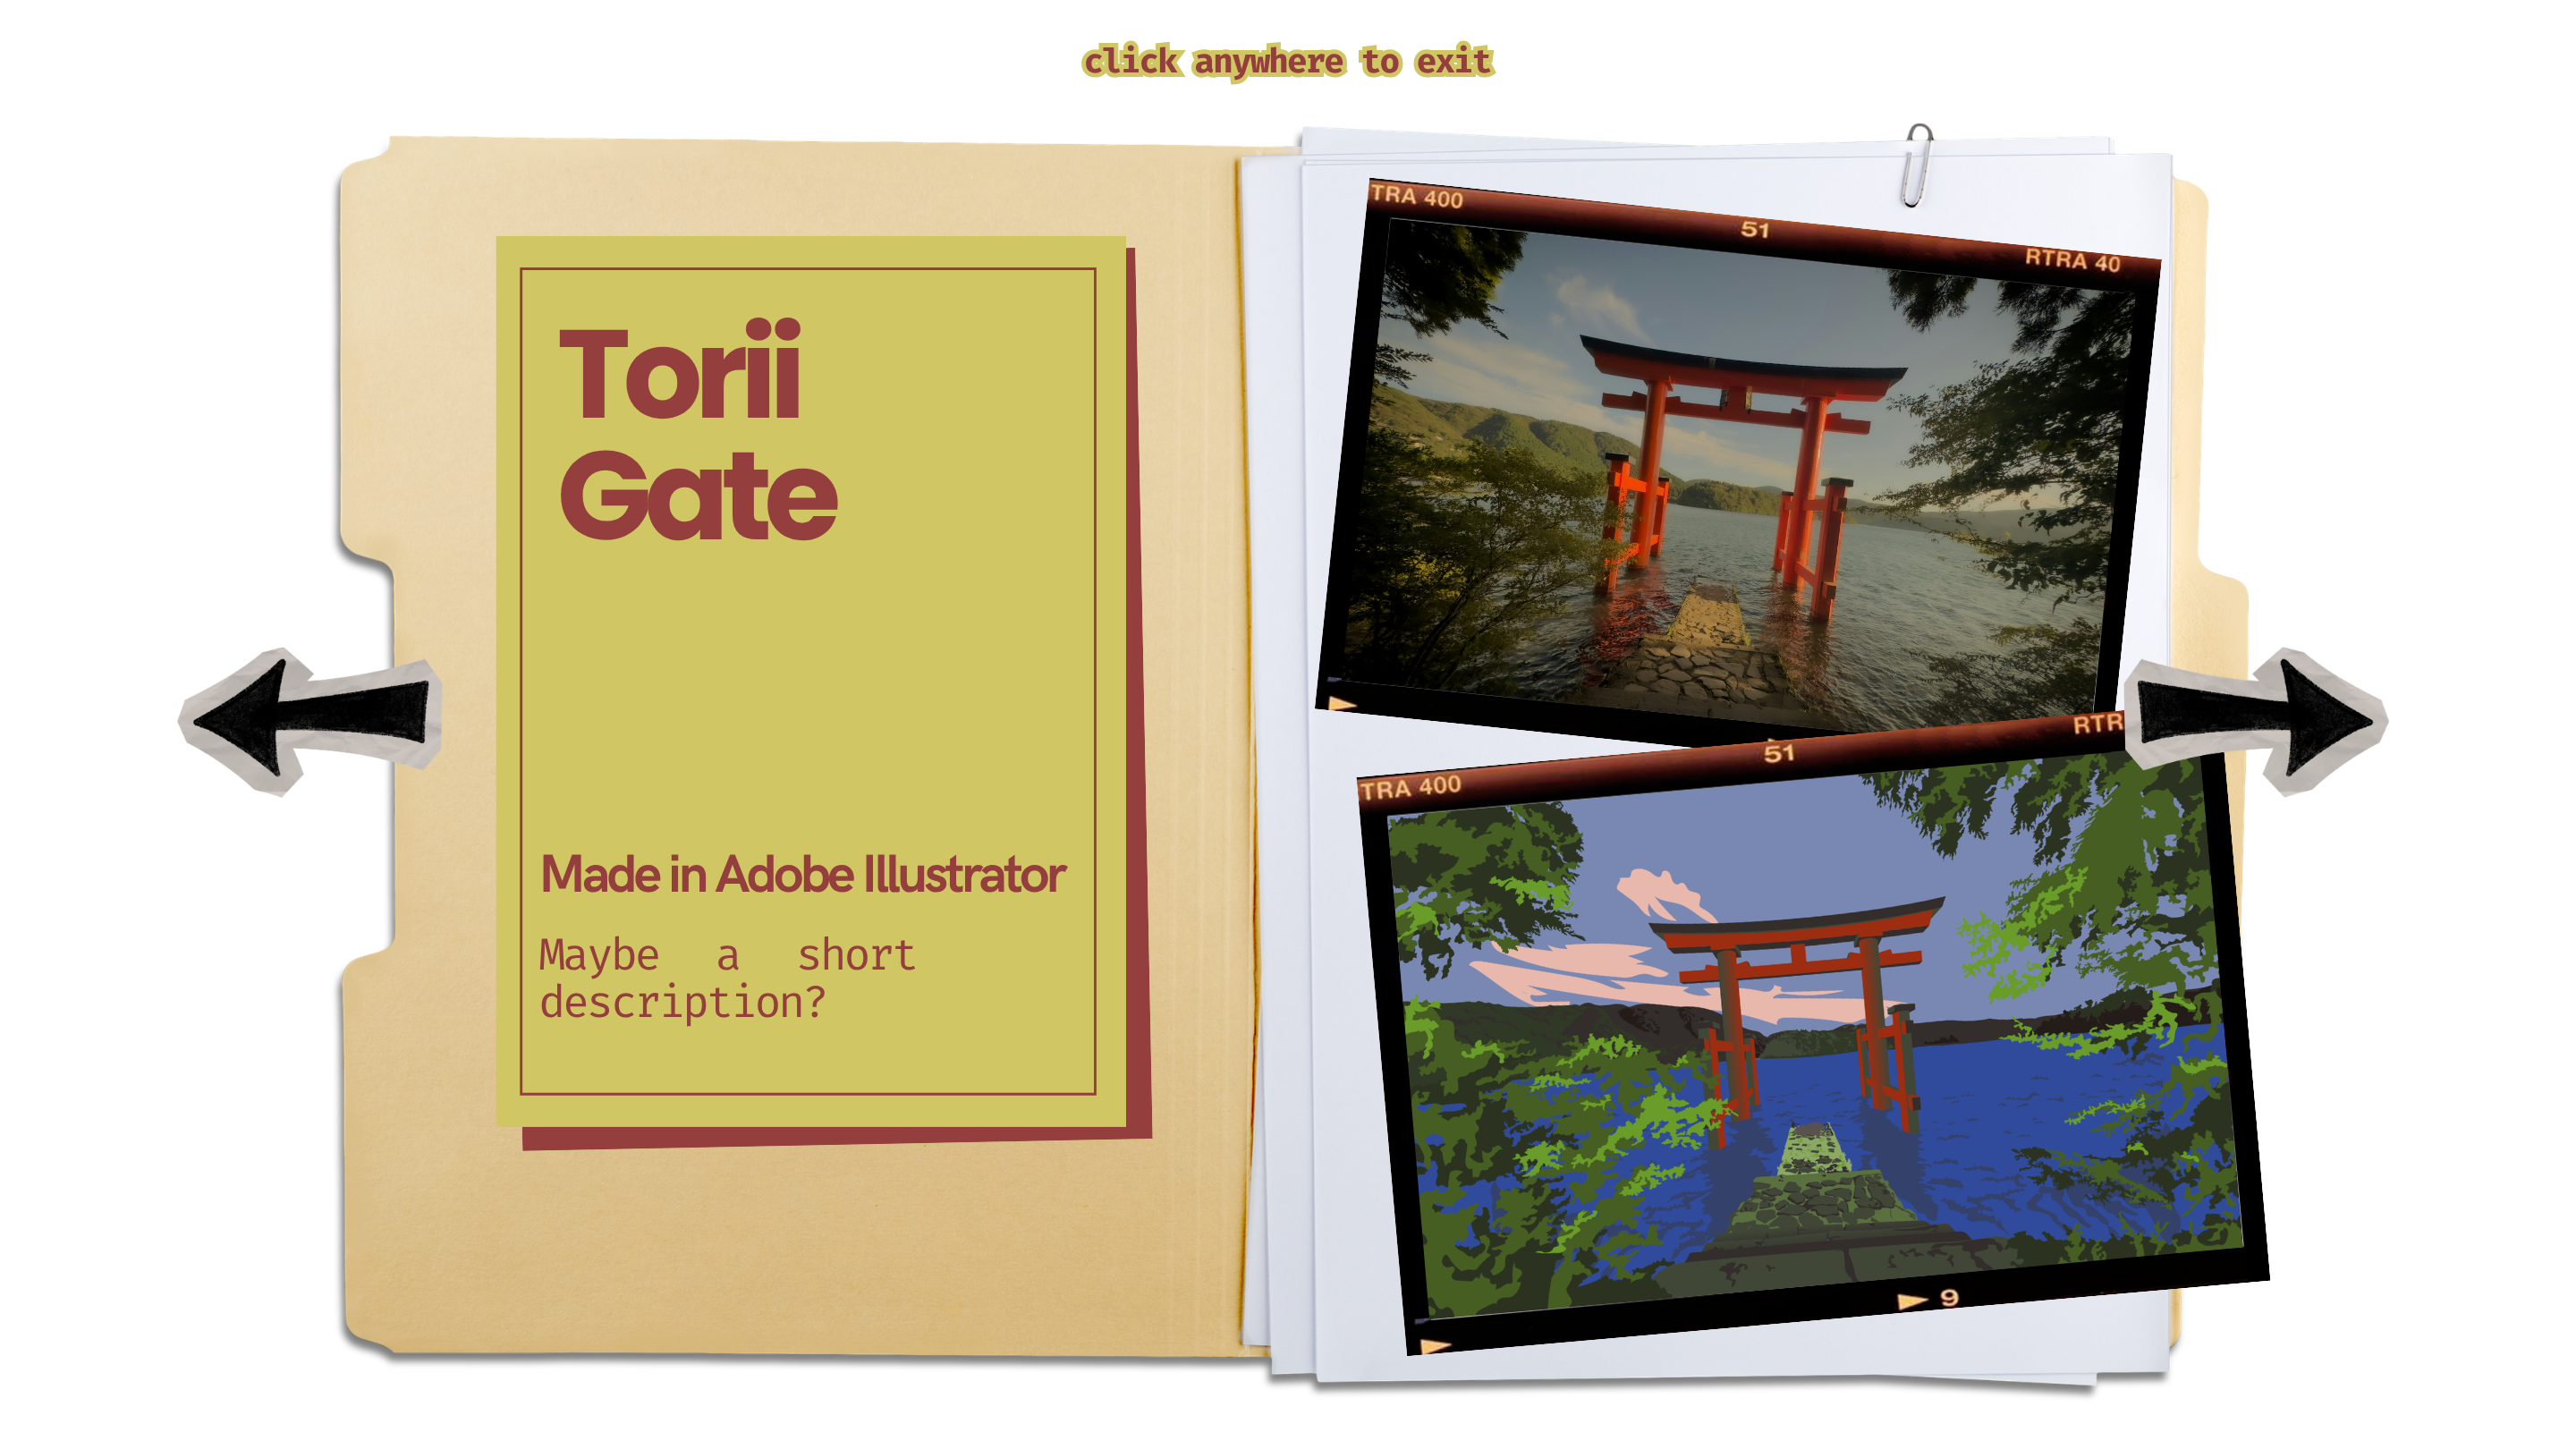 click anywhere to exit
Torii
Gate
Made in Adobe Illustrator
Maybe a short
description?
TRA 400
51
RTRA 40
TRA 400
51
RTR
9